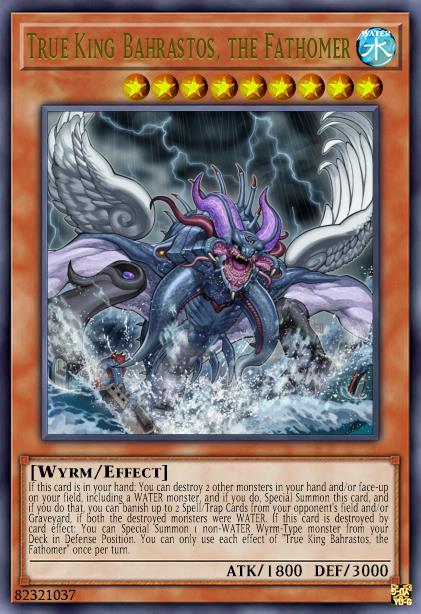 True King Bahrastos, the Fathomer
WATER
水
[Wyrm/Effect]
If this card is in your hand: You can destroy 2 other monsters in your hand and/or face-up
on your field, including a WATER monster, and if you do, Special Summon this card, and
if you do that, you can banish up to 2 Spell/Trap Cards from your opponent's field and/or
Graveyard, if both the destroyed monsters were WATER. If this card is destroyed by
card effect: You can Special Summon 1 non-WATER Wyrm-Type monster from your
Deck in Defense Position. You can only use each effect of "True King Bahrastos, the
Fathomer" once per turn.
ATK/1800 DEF/3000
82321037